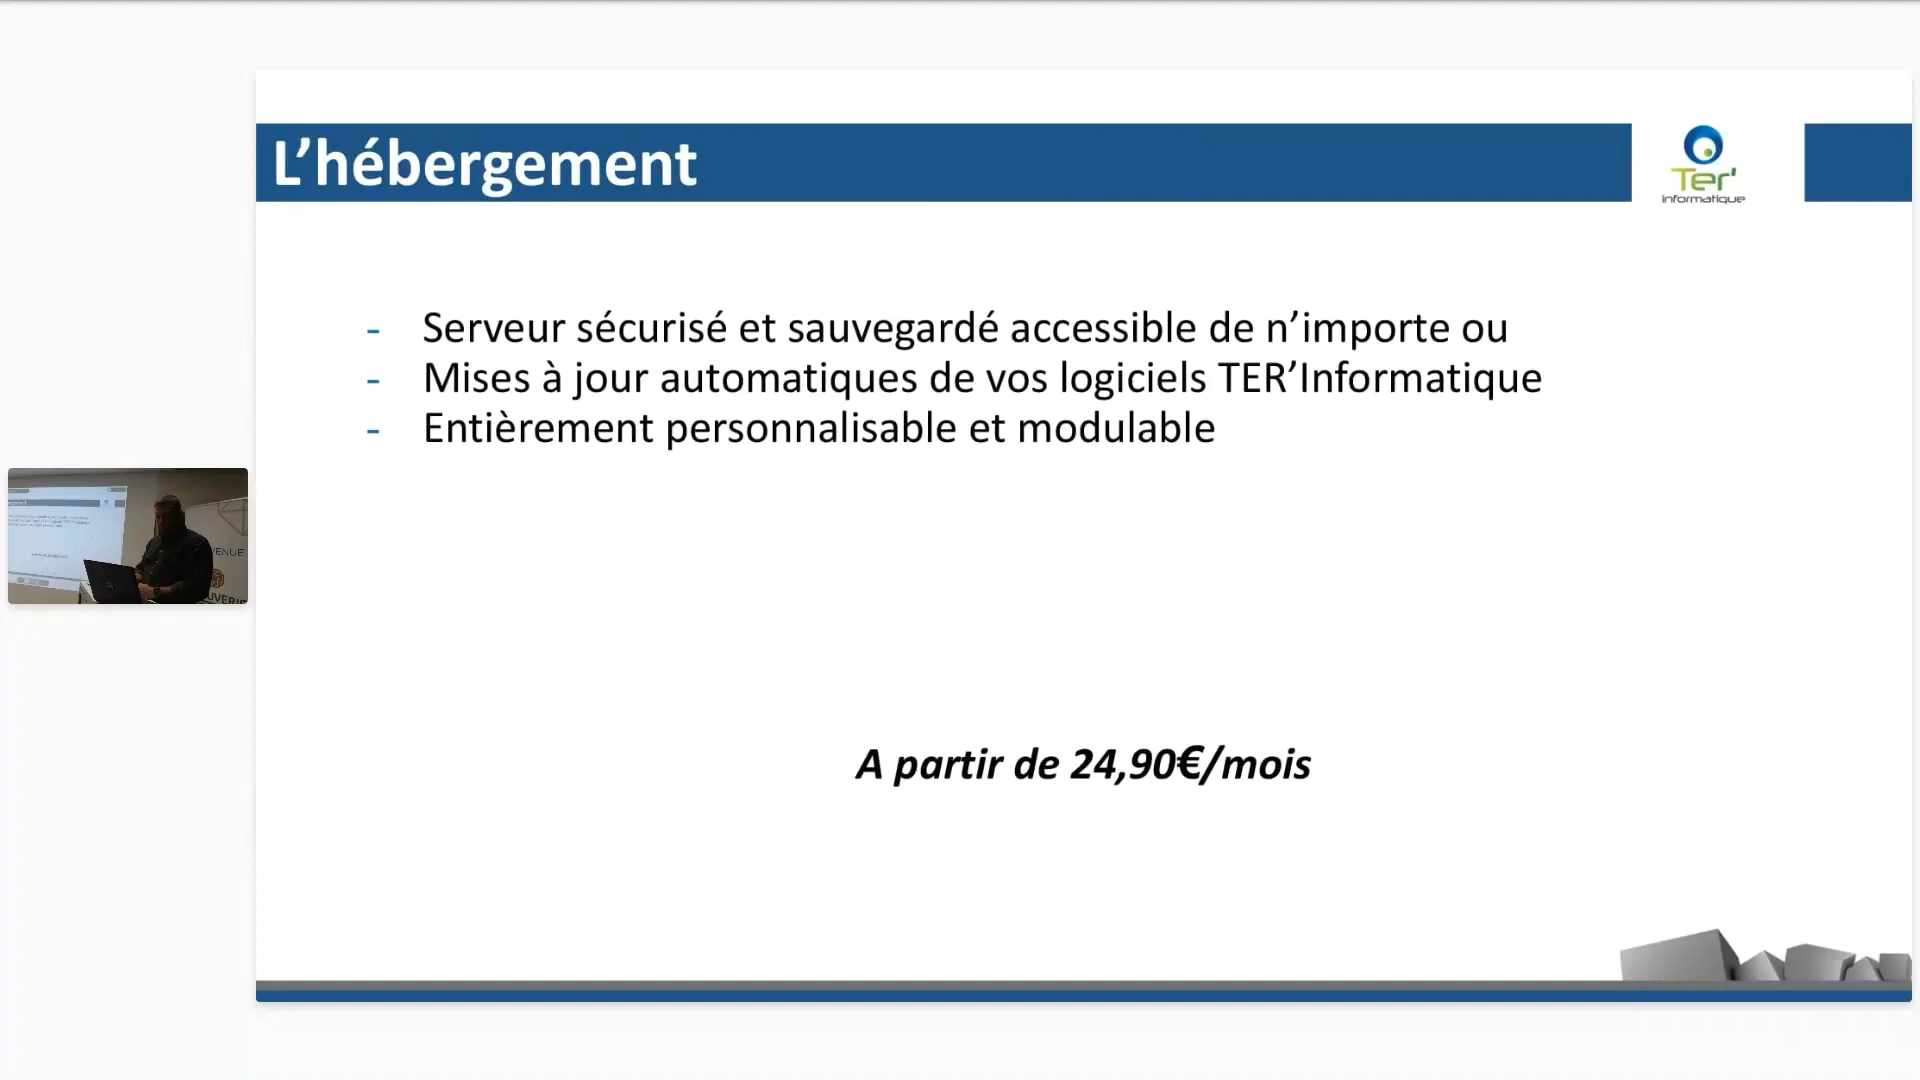 L’hébergement
Ter'
informatique
- Serveur sécurisé et sauvegardé accessible de n’importe ou
- Mises à jour automatiques de vos logiciels TER’Informatique
- Entièrement personnalisable et modulable
VENUE
A partir de 24,90€/mois